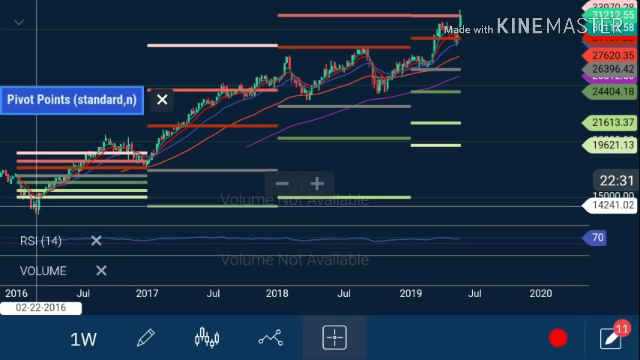 33970.28
31212.55
Made with KINEMASTER
27620.35
26396.42
Pivot Points (standard,n)
24404.18
21613.37
19621.13
22:31
Volume Not Available
15000.00
14241.02
RSI (14)
70
Volume Not Available
VOLUME
2016 Jul 2017 Jul 2018 Jul 2019 Jul 2020
02-22-2016
1W
11